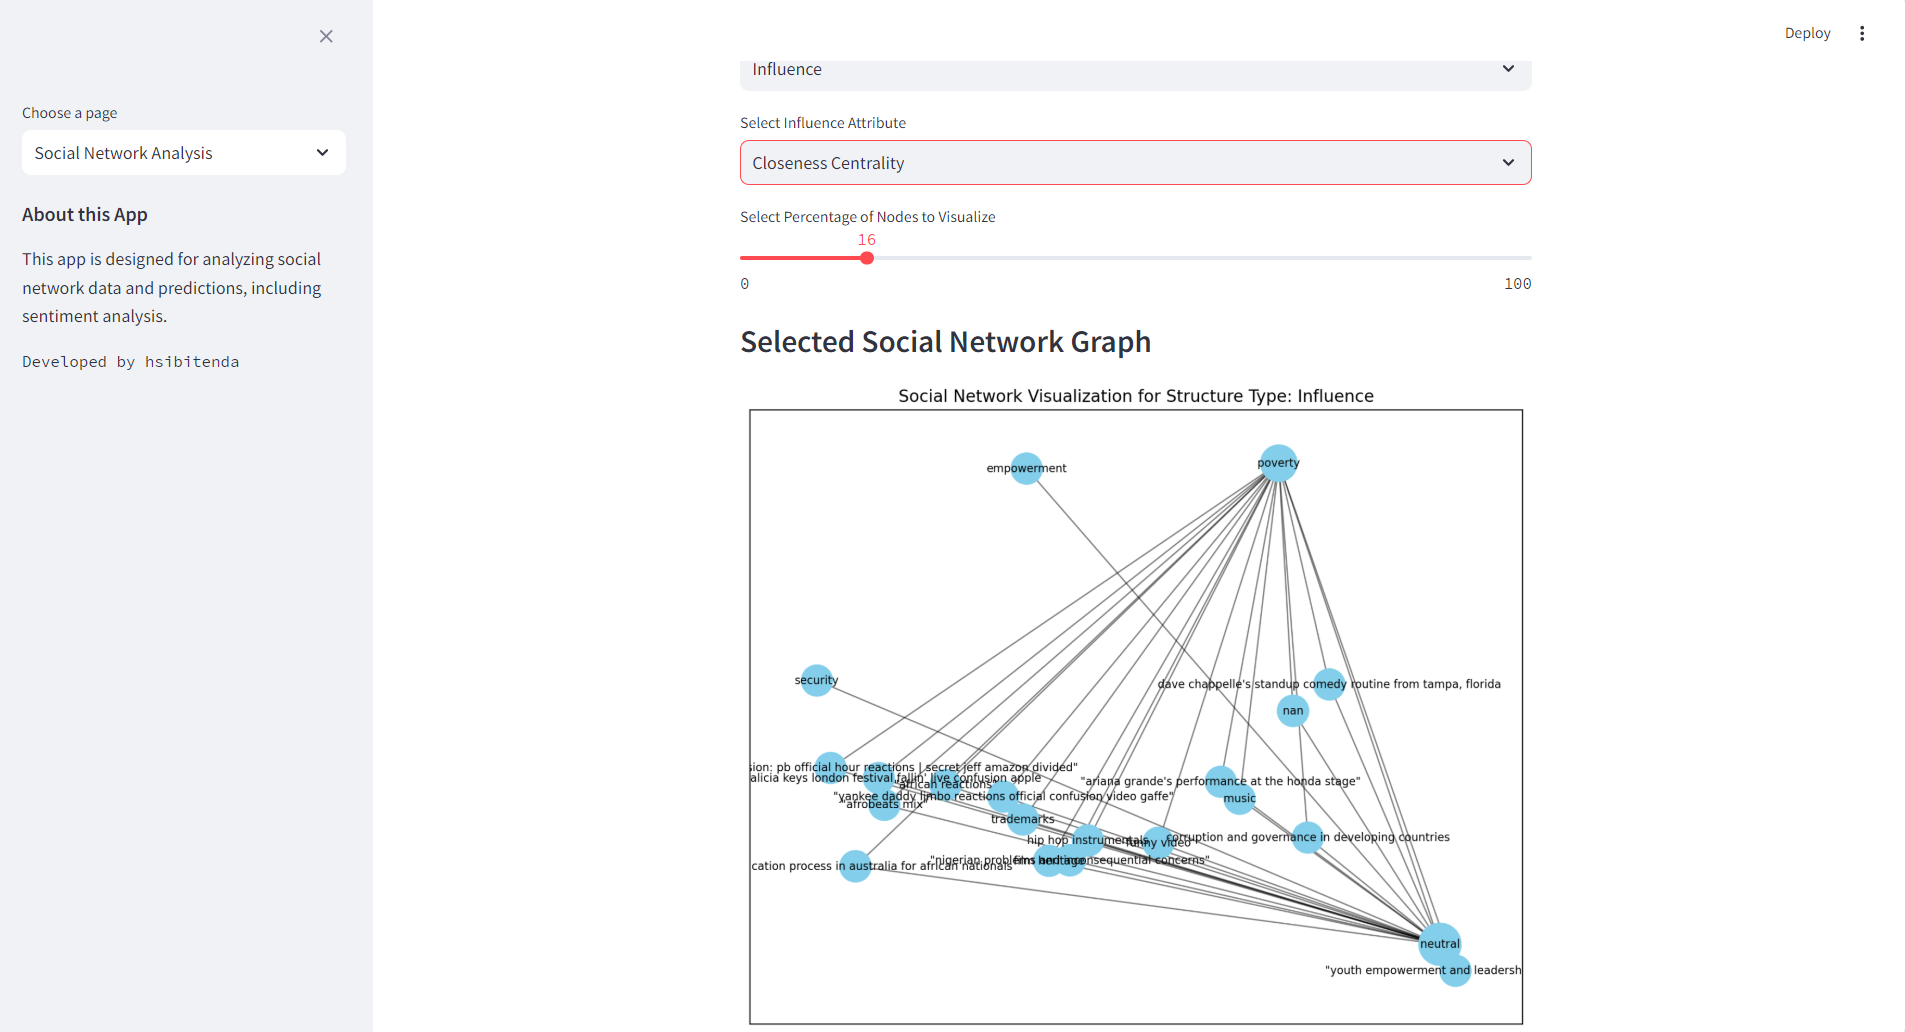 Deploy
Choose a page
Social Network Analysis
About this App
This app is designed for analyzing social
network data and predictions, including
sentiment analysis.
Developed by hsibitenda
Influence
Select Influence Attribute
Closeness Centrality
Select Percentage of Nodes to Visualize
16
0
100
Selected Social Network Graph
Social Network Visualization for Structure Type: Influence
empowerment
poverty
security
dave chappelle's standup comedy routine from tampa, florida
nan
sion: pb official hour reactions | secret jeff amazon divided"
alicia keys london festival fallin' live confusion apple
"african reactions"
"ariana grande's performance at the honda stage"
"yankee daddy limbo reactions official confusion video gaffe"
music
"afrobeats mix"
trademarks
corruption and governance in developing countries
hip hop instrumentals
funny video"
"nigerian problems and inconsequential concerns"
cation process in australia for african nationals
neutral
"youth empowerment and leadersh